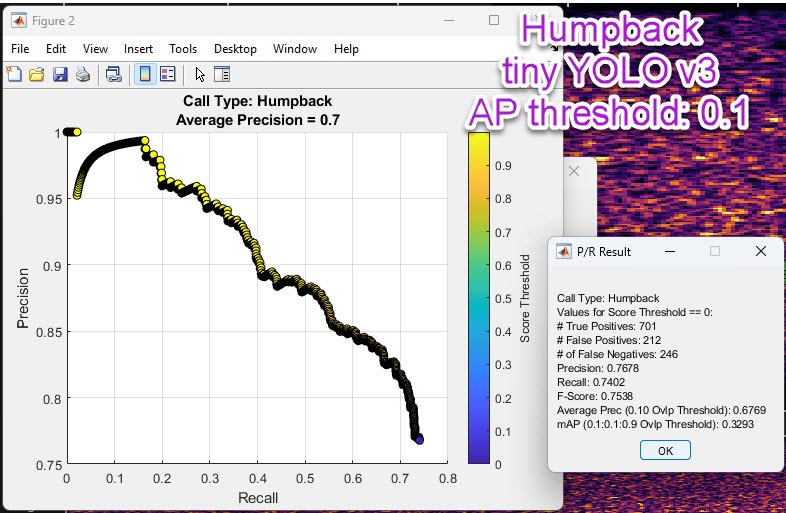 Figure 2
Humpback
tiny YOLO v3
AP threshold: 0.1
File Edit View Insert Tools Desktop Window Help
Call Type: Humpback
Average Precision = 0.7
1
0.95
0.9
0.85
0.8
0.75
Precision
0 0.1 0.2 0.3 0.4 0.5 0.6 0.7 0.8
Recall
0.9
0.8
0.7
0.6
0.5
0.4
0.3
0.2
0.1
0
Score Threshold
P/R Result
Call Type: Humpback
Values for Score Threshold == 0:
# True Positives: 701
# False Positives: 212
# of False Negatives: 246
Precision: 0.7678
Recall: 0.7402
F-Score: 0.7538
Average Prec (0.10 Ovlp Threshold): 0.6769
mAP (0.1:0.1:0.9 Ovlp Threshold): 0.3293
OK